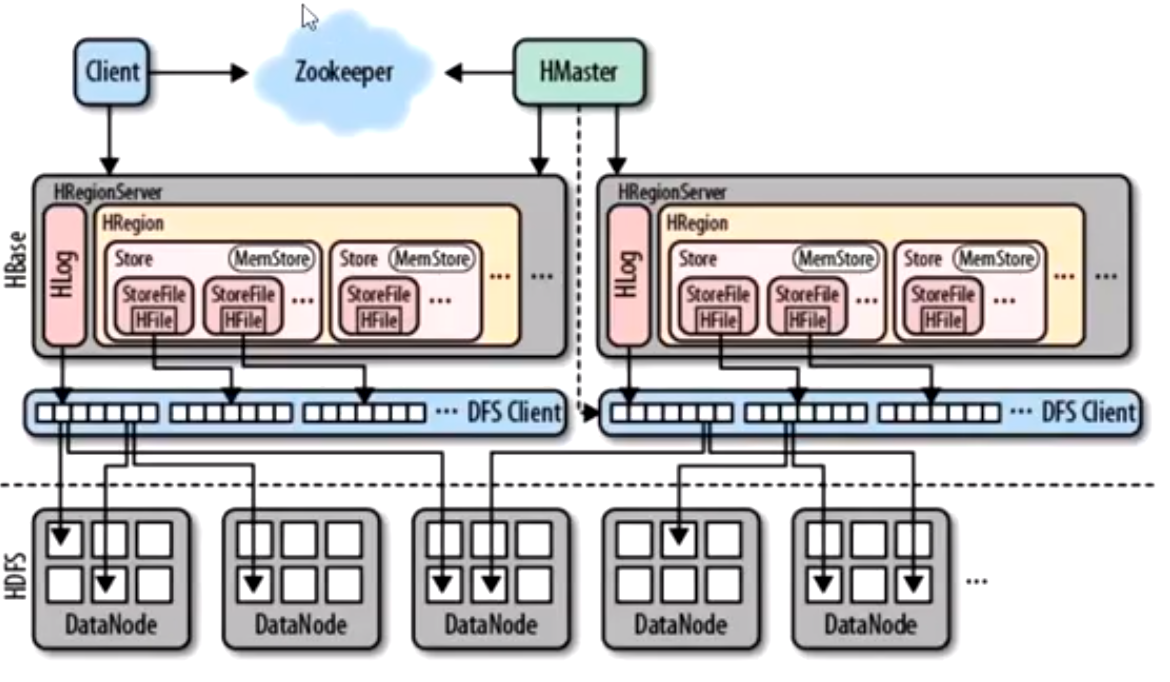 Client
Zookeeper
HMaster
HBase
HRegionServer
HLog
HRegion
Store
MemStore
StoreFile
HFile
StoreFile
HFile
...
Store
MemStore
StoreFile
HFile
...
...
...
HRegionServer
HLog
HRegion
Store
MemStore
StoreFile
HFile
StoreFile
HFile
...
Store
MemStore
StoreFile
HFile
...
...
...
... DFS Client
... DFS Client
HDFS
DataNode
DataNode
DataNode
DataNode
DataNode
...